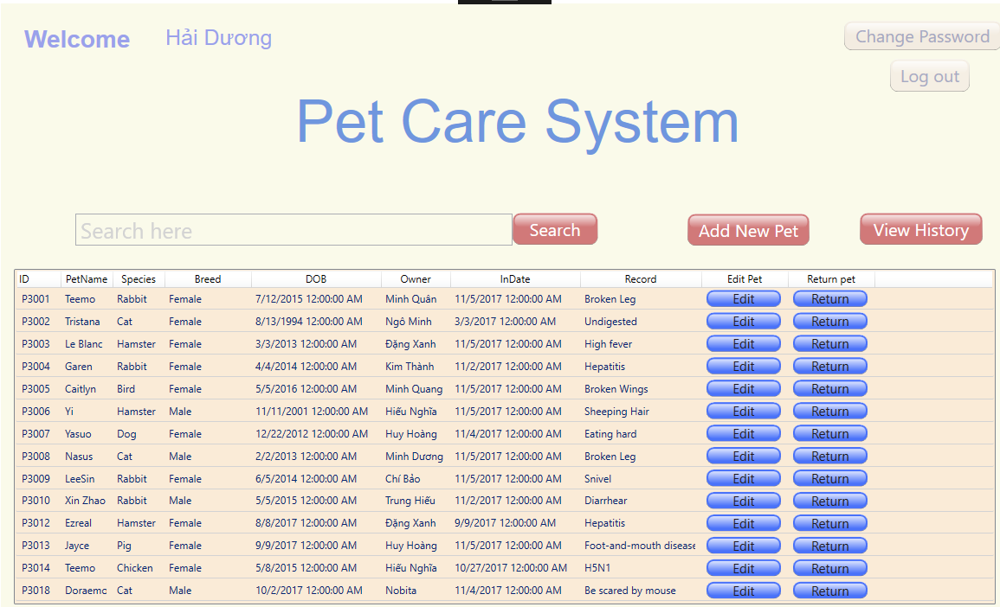 Welcome Hải Dương Change Password
Log out
Pet Care System
Search here Search Add New Pet View History
ID PetName Species Breed DOB Owner InDate Record Edit Pet Return pet
P3001 Teemo Rabbit Female 7/12/2015 12:00:00 AM Minh Quân 11/5/2017 12:00:00 AM Broken Leg Edit Return
P3002 Tristana Cat Female 8/13/1994 12:00:00 AM Ngô Minh 3/3/2017 12:00:00 AM Undigested Edit Return
P3003 Le Blanc Hamster Female 3/3/2013 12:00:00 AM Đặng Xanh 11/5/2017 12:00:00 AM High fever Edit Return
P3004 Garen Rabbit Female 4/4/2014 12:00:00 AM Kim Thành 11/2/2017 12:00:00 AM Hepatitis Edit Return
P3005 Caitlyn Bird Female 5/5/2016 12:00:00 AM Minh Quang 11/5/2017 12:00:00 AM Broken Wings Edit Return
P3006 Yi Hamster Male 11/11/2001 12:00:00 AM Hiếu Nghĩa 11/5/2017 12:00:00 AM Sheeping Hair Edit Return
P3007 Yasuo Dog Female 12/22/2012 12:00:00 AM Huy Hoàng 11/4/2017 12:00:00 AM Eating hard Edit Return
P3008 Nasus Cat Male 2/2/2013 12:00:00 AM Minh Dương 11/5/2017 12:00:00 AM Broken Leg Edit Return
P3009 LeeSin Rabbit Female 6/5/2014 12:00:00 AM Chí Bảo 11/5/2017 12:00:00 AM Snivel Edit Return
P3010 Xin Zhao Rabbit Male 5/5/2015 12:00:00 AM Trung Hiếu 11/2/2017 12:00:00 AM Diarrhear Edit Return
P3012 Ezreal Hamster Female 8/8/2017 12:00:00 AM Đặng Xanh 9/9/2017 12:00:00 AM Hepatitis Edit Return
P3013 Jayce Pig Female 9/9/2017 12:00:00 AM Huy Hoàng 11/5/2017 12:00:00 AM Foot-and-mouth disease Edit Return
P3014 Teemo Chicken Female 5/8/2015 12:00:00 AM Hiếu Nghĩa 10/27/2017 12:00:00 AM H5N1 Edit Return
P3018 Doraemo Cat Male 10/2/2017 12:00:00 AM Nobita 11/4/2017 12:00:00 AM Be scared by mouse Edit Return